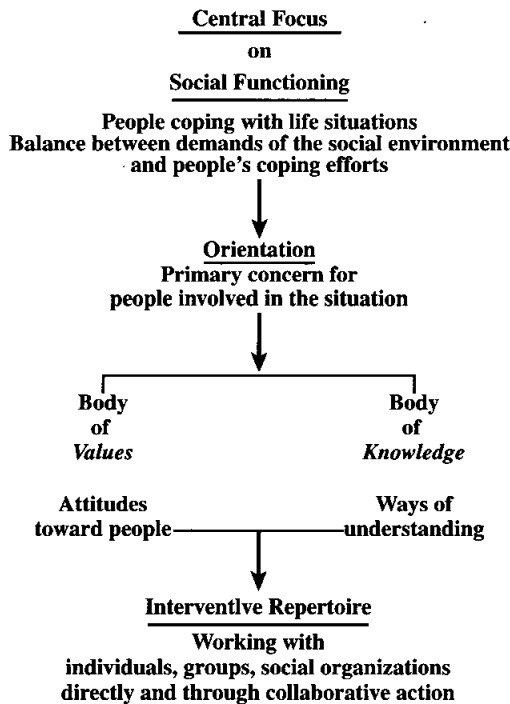 Central Focus
on
Social Functioning
People coping with life situations
Balance between demands of the social environment
and people's coping efforts
Orientation
Primary concern for
people involved in the situation
Body
of
Values
Body
of
Knowledge
Attitudes
toward people
Ways of
understanding
Interventive Repertoire
Working with
individuals, groups, social organizations
directly and through collaborative action